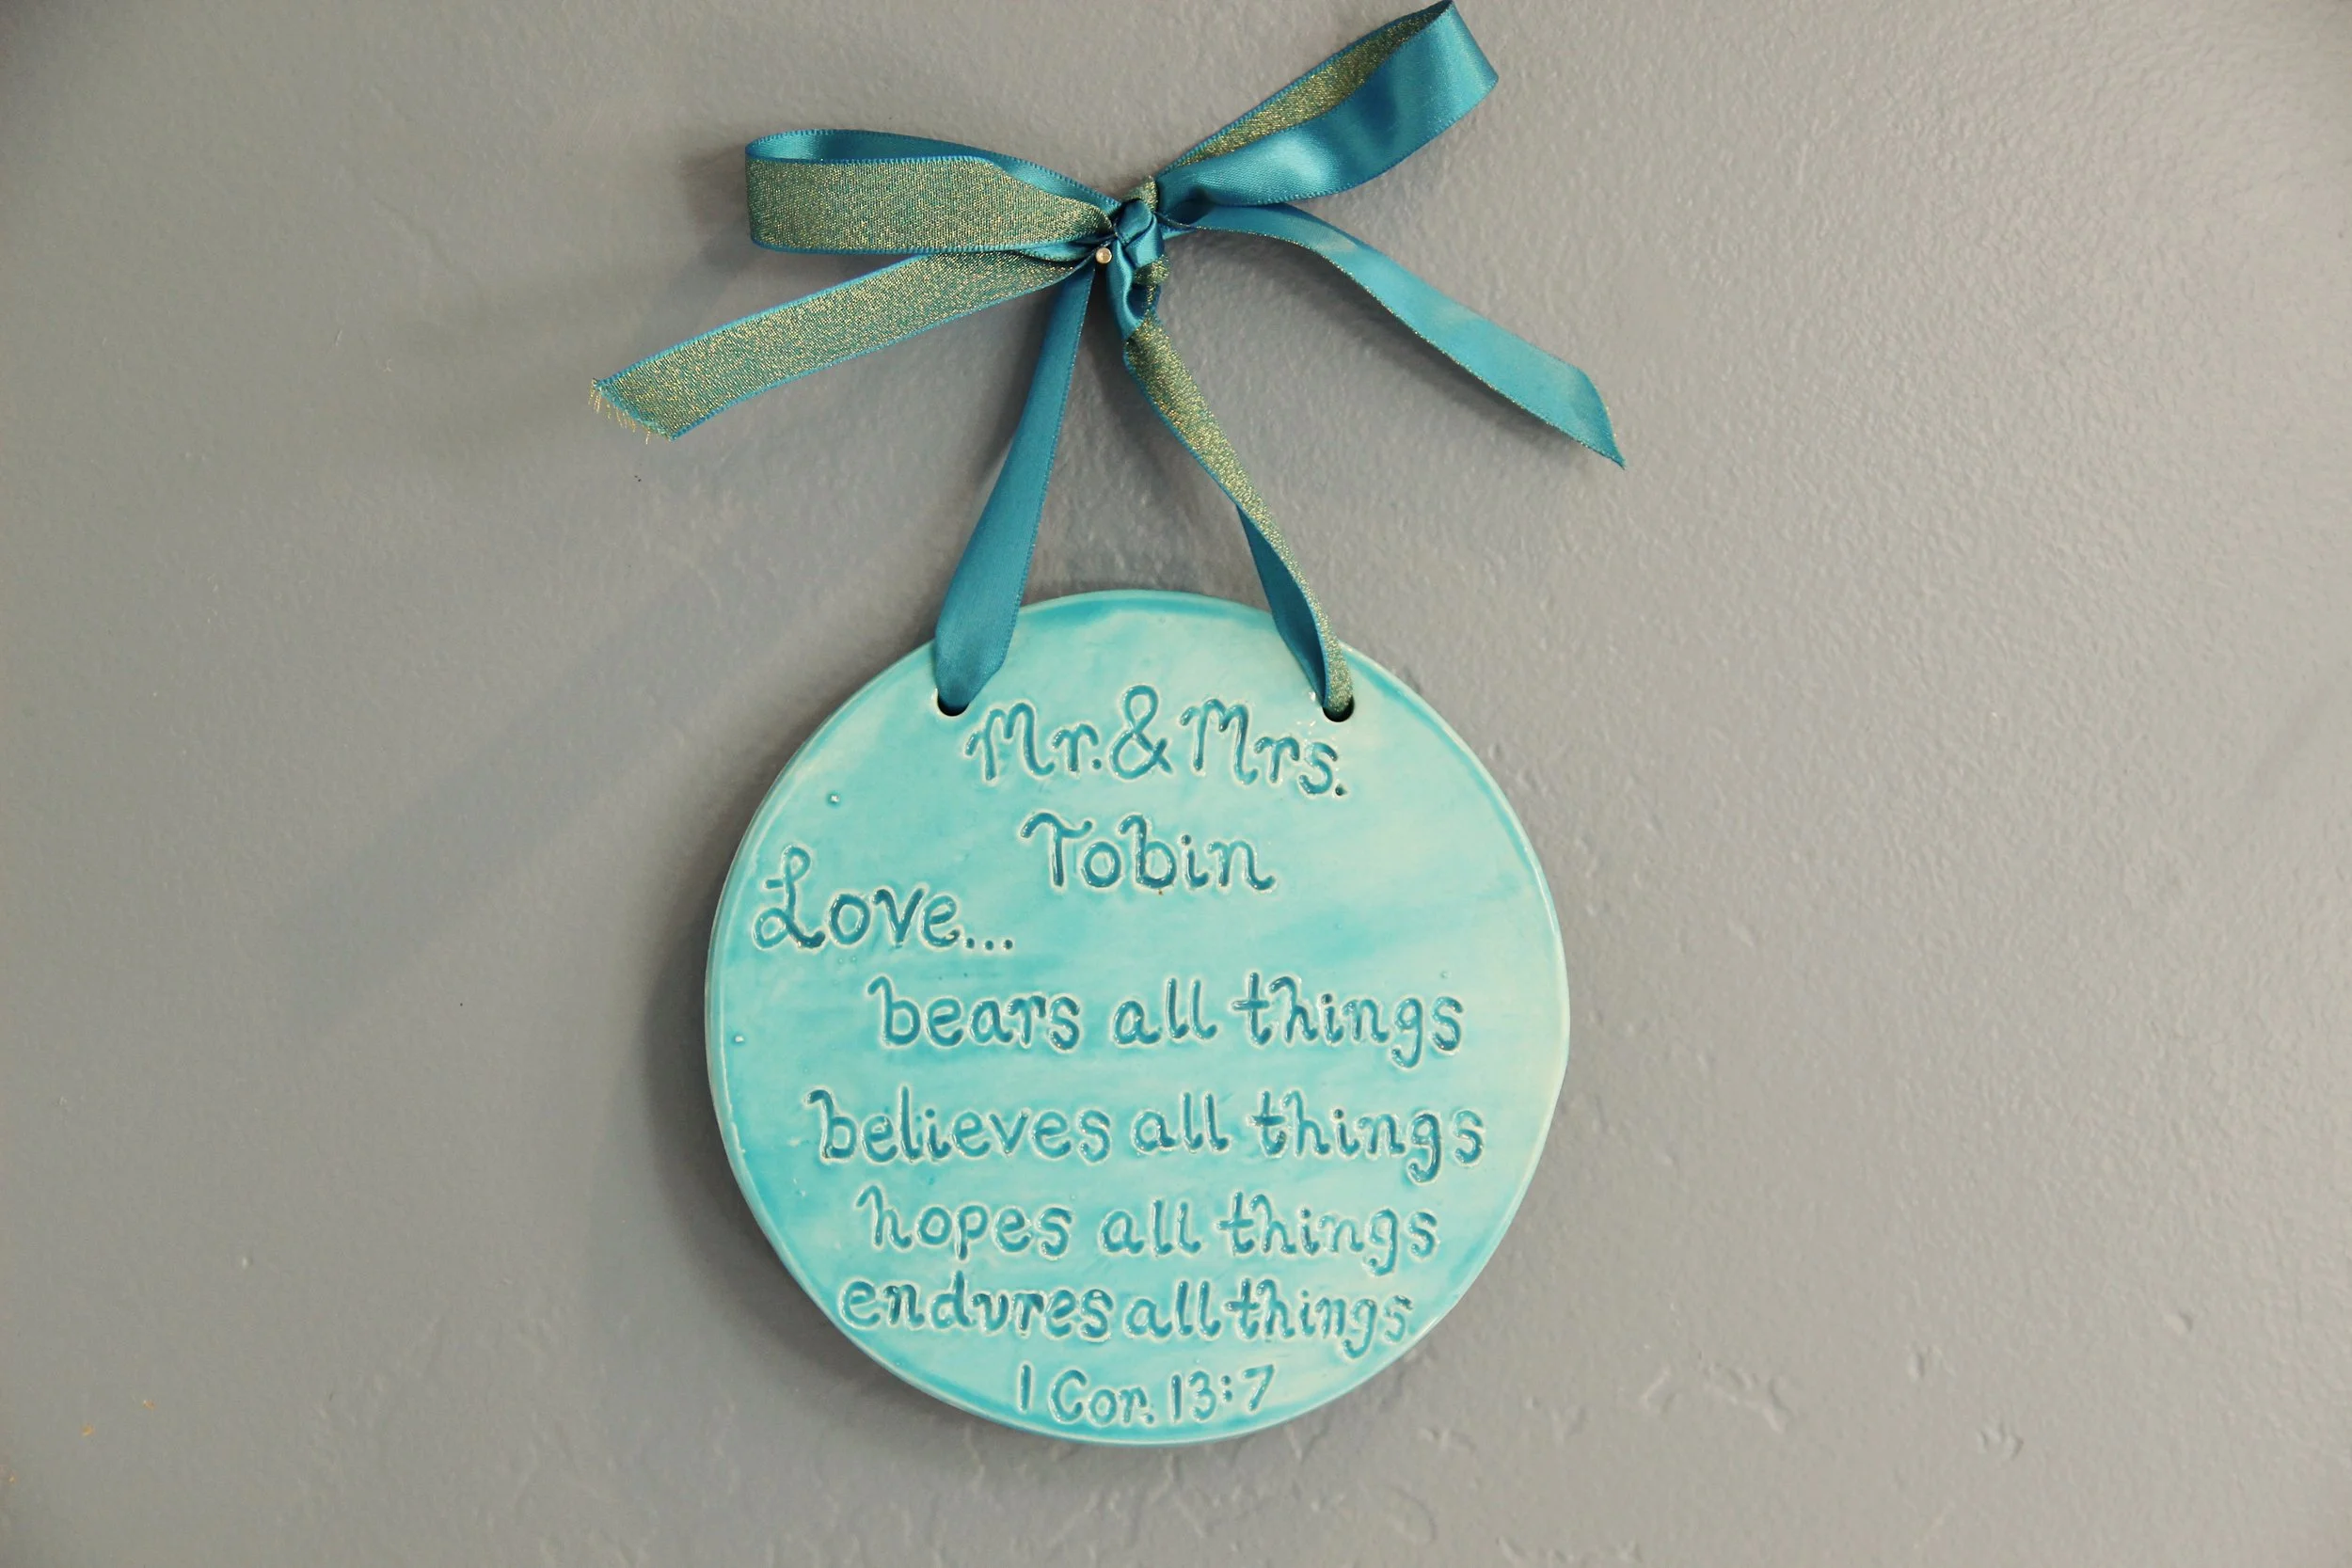 Mr. & Mrs.
Tobin
Love...
bears all things
believes all things
hopes all things
endures all things
1 Cor. 13:7